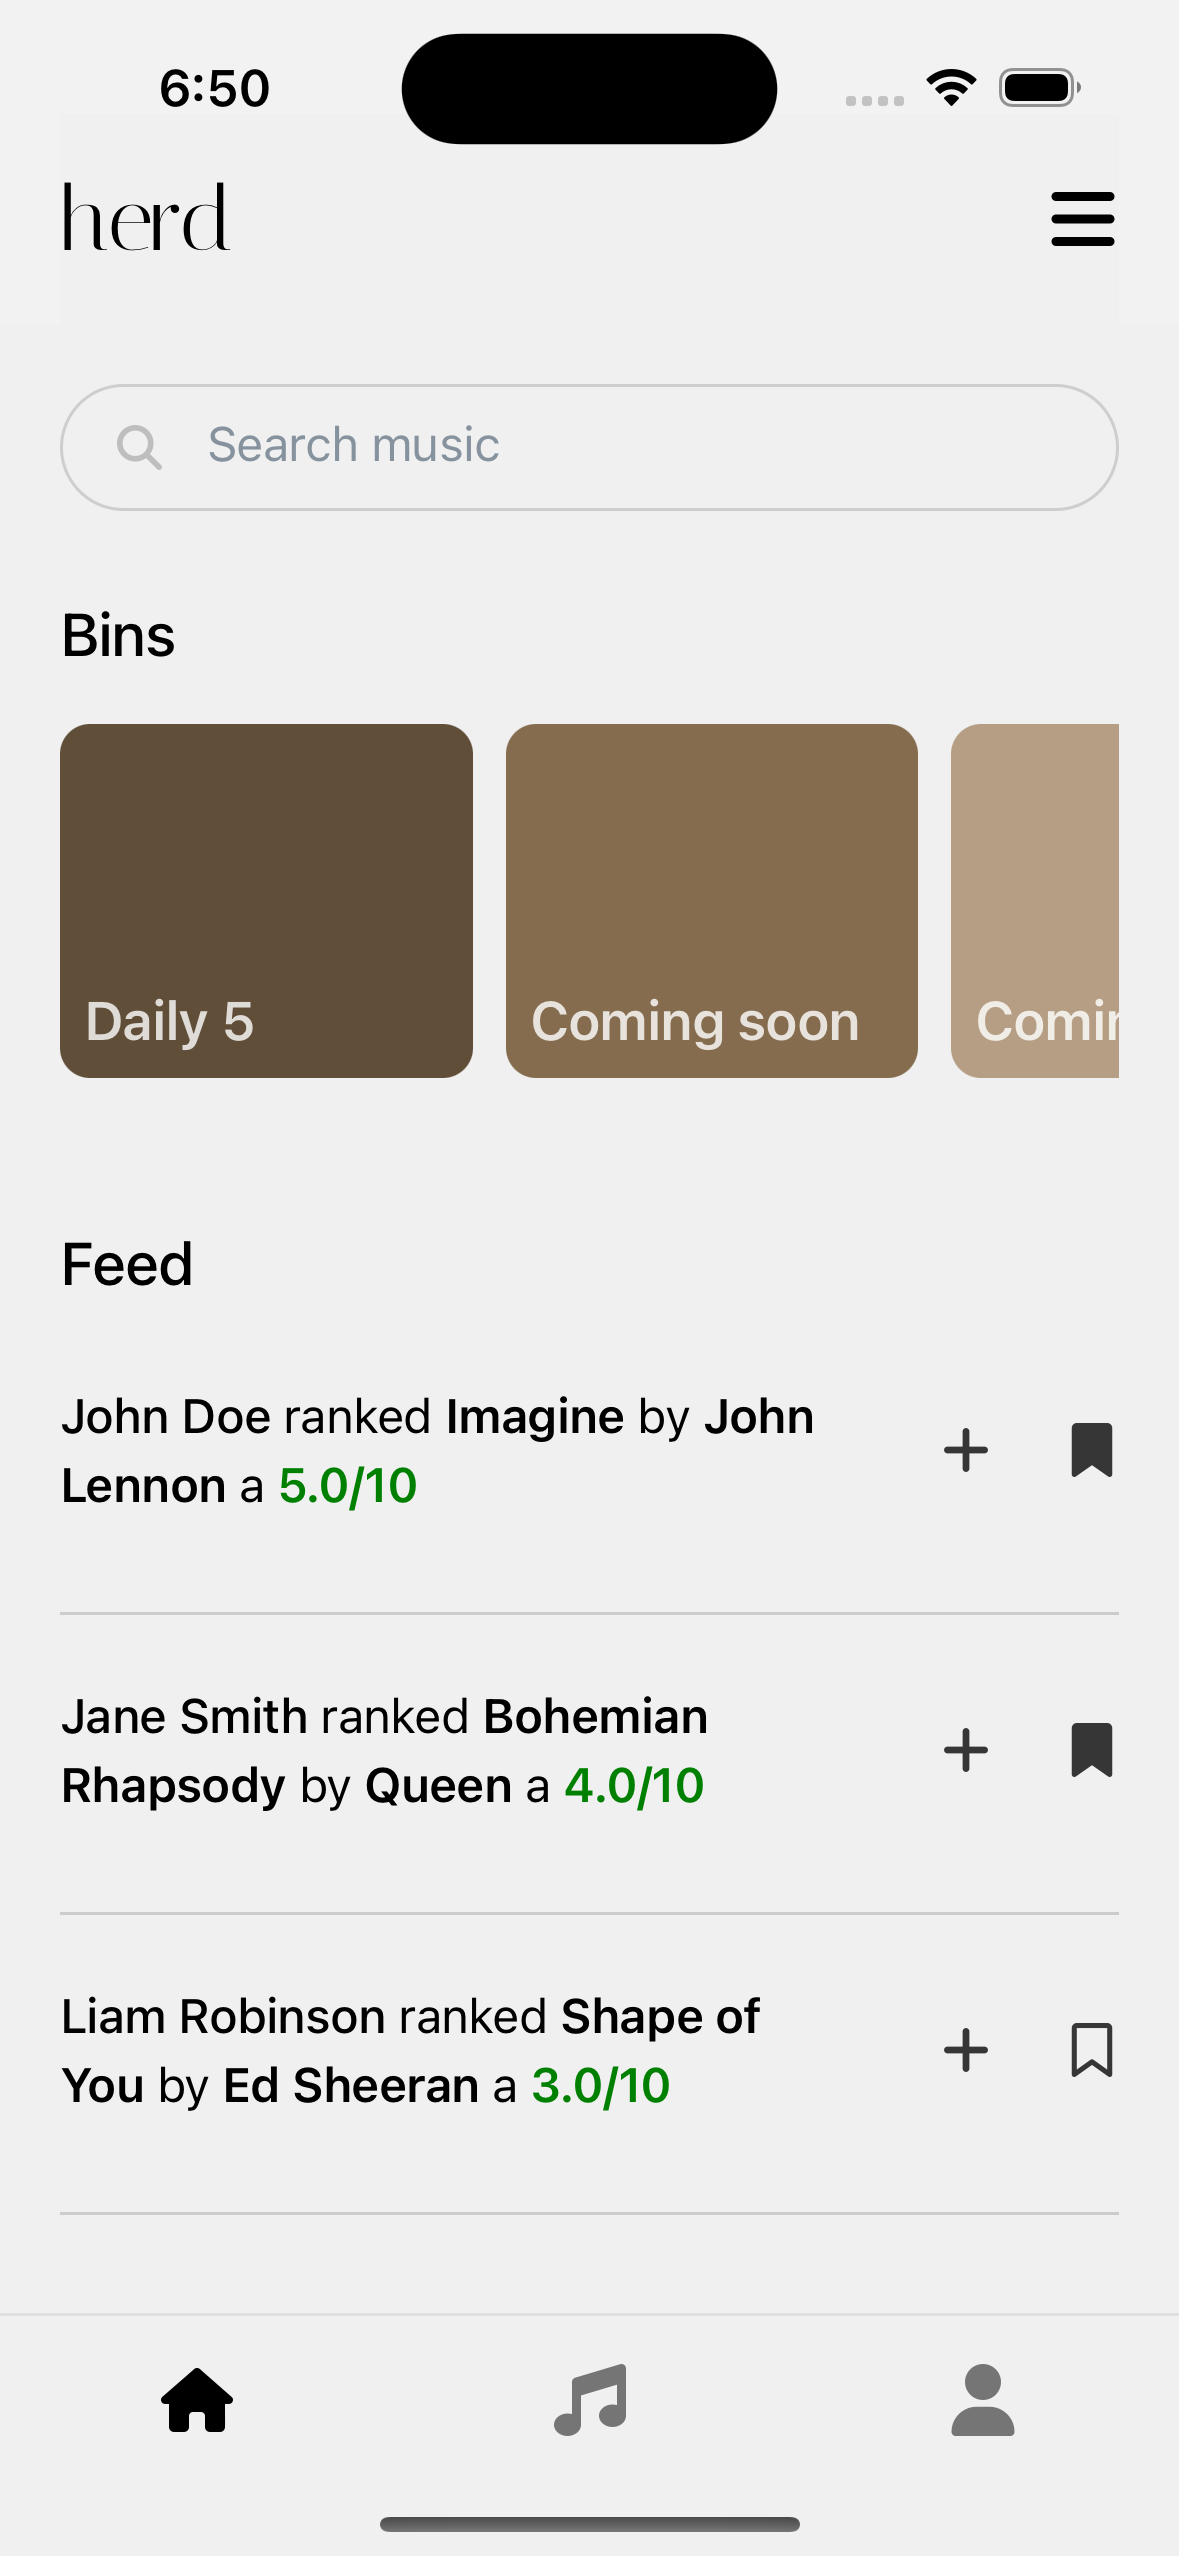 6:50
herd
Search music
Bins
Daily 5
Coming soon
Comin
Feed
John Doe ranked Imagine by John
Lennon a 5.0/10
Jane Smith ranked Bohemian
Rhapsody by Queen a 4.0/10
Liam Robinson ranked Shape of
You by Ed Sheeran a 3.0/10